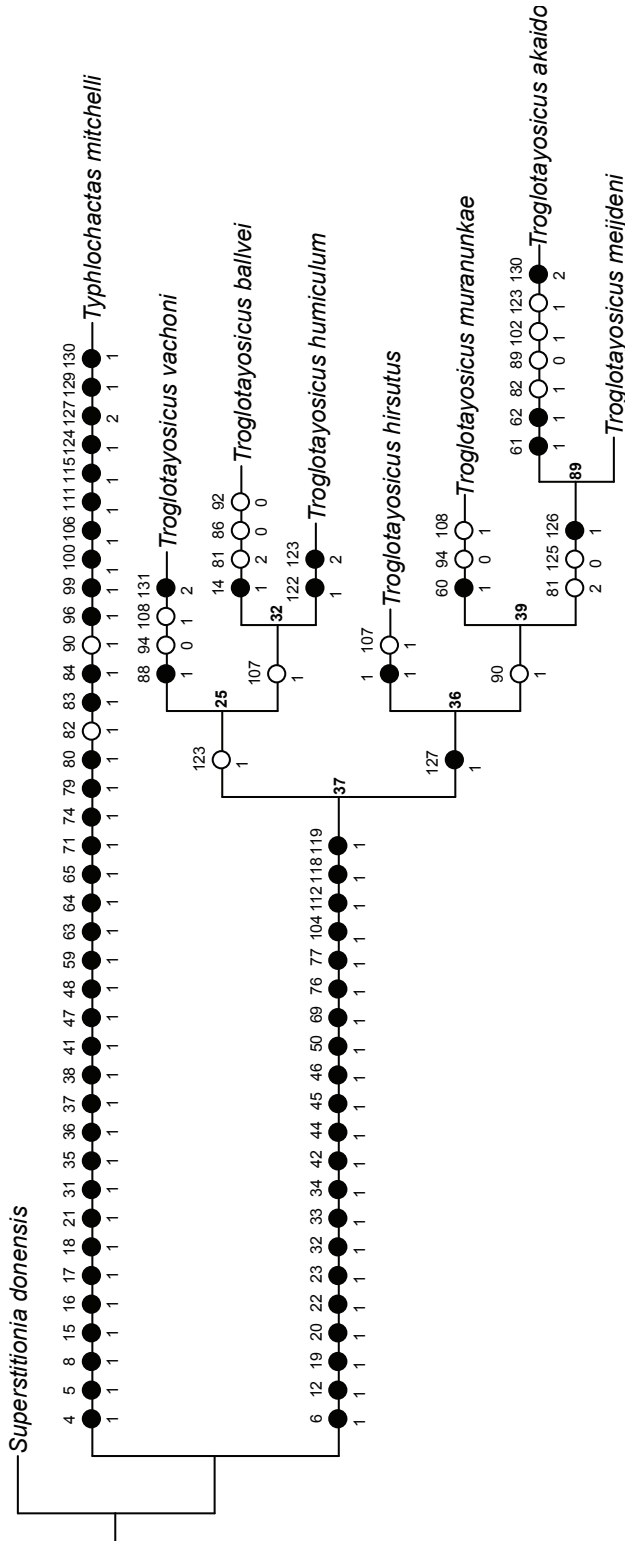 Superstitionia donensis
4 5 8 15 16 17 18 21 31 35 36 37 38 41 47 48 59 63 64 65 71 74 79 80 82 83 84 90 96 99 100 106 111 115 124 127 129 130
Typhlochactas mitchelli
1 1 1 1 1 1 1 1 1 1 1 1 1 1 1 1 1 1 1 1 1 1 1 1 1 1 1 1 1 1 1 1 1 1 1 2 1 1
88 94 108 131
Troglotayosicus vachoni
1 0 1 2
123
25
1
14 81 86 92
Troglotayosicus ballvei
1 2 0 0
107
32
1
122 123
Troglotayosicus humiculum
1 2
6 12 19 20 22 23 32 33 34 42 44 45 46 50 69 76 77 104 112 118 119
37
1 1 1 1 1 1 1 1 1 1 1 1 1 1 1 1 1 1 1 1 1
1 107
Troglotayosicus hirsutus
1 1
127
36
1
60 94 108
Troglotayosicus muranunkae
1 0 1
90
39
1
61 62 82 89 102 123 130
Troglotayosicus akaido
1 1 1 0 1 1 2
81 125 126
89
2 0 1
Troglotayosicus meijdeni